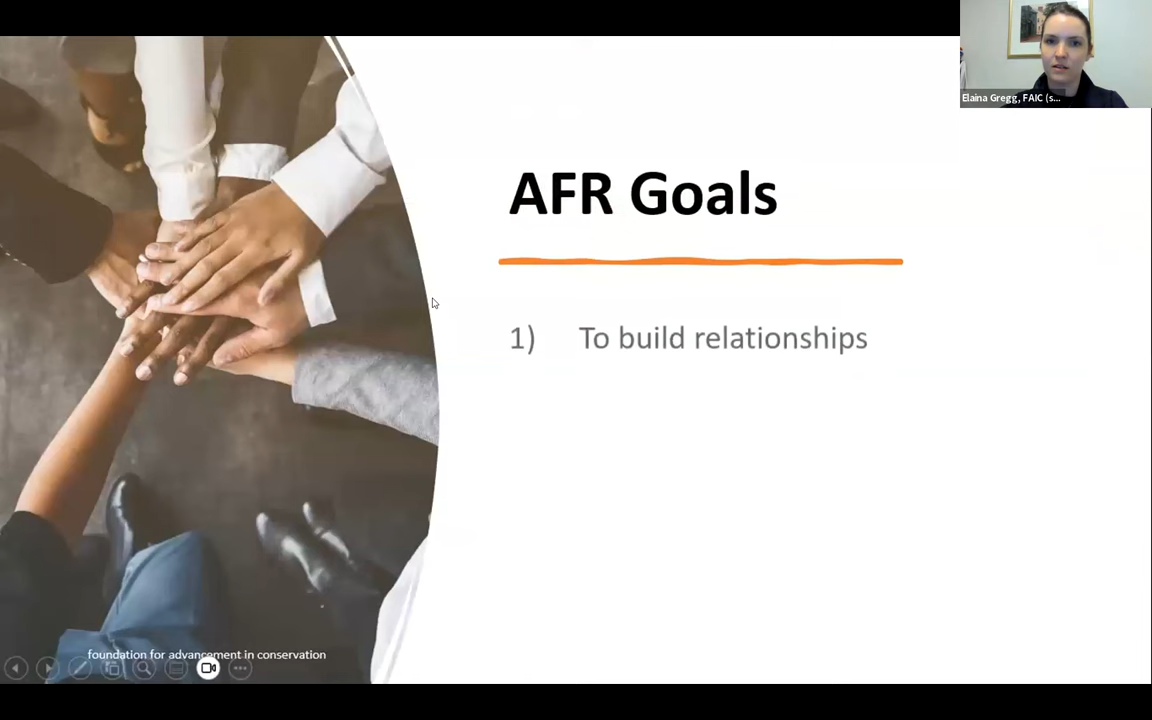 Elaina Gregg, FAIC (s...
AFR Goals
1) To build relationships
foundation for advancement in conservation